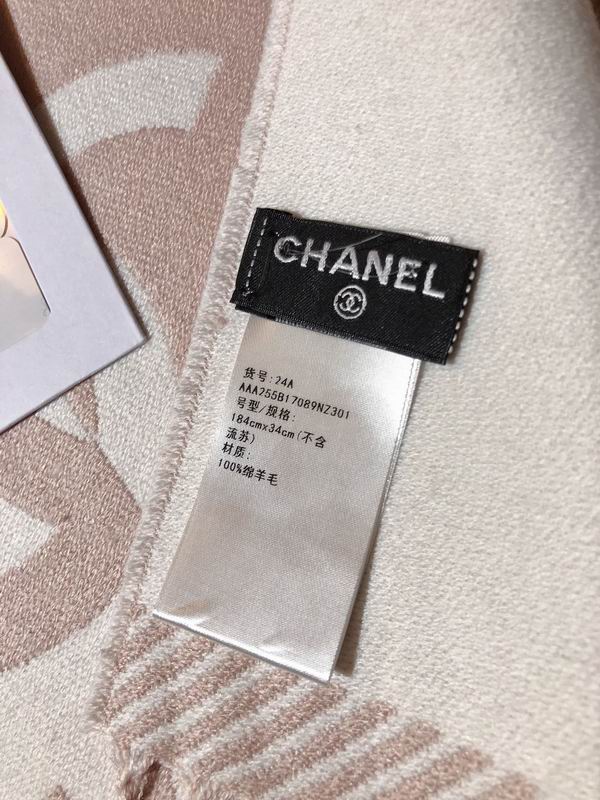 CHANEL
货号:24A
AAA255B17089NZ301
号型/规格:
184cmx34cm(不含
流苏)
材质:
100%绵羊毛